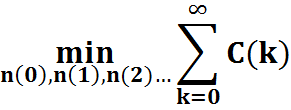 min n(0),n(1),n(2)... ∞ ∑ k=0 C(k)